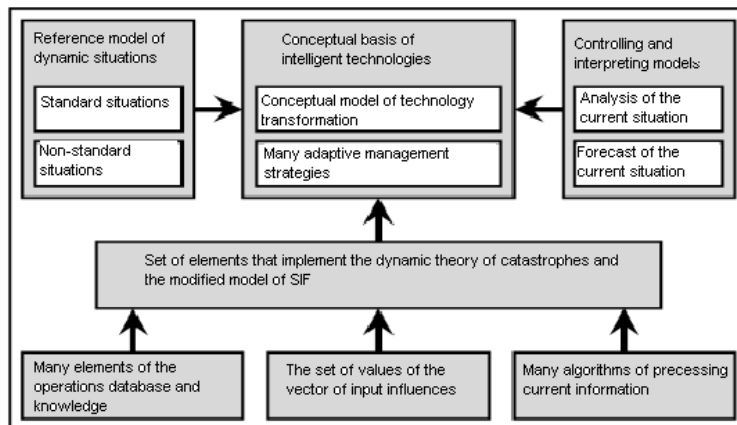 Reference model of
dynamic situations
Standard situations
Non-standard
situations
Conceptual basis of
intelligent technologies
Conceptual model of technology
transformation
Many adaptive management
strategies
Controlling and
interpreting models
Analysis of the
current situation
Forecast of the
current situation
Set of elements that implement the dynamic theory of catastrophes and
the modified model of SIF
Many elements of the
operations database and
knowledge
The set of values of the
vector of input influences
Many algorithms of precessing
current information